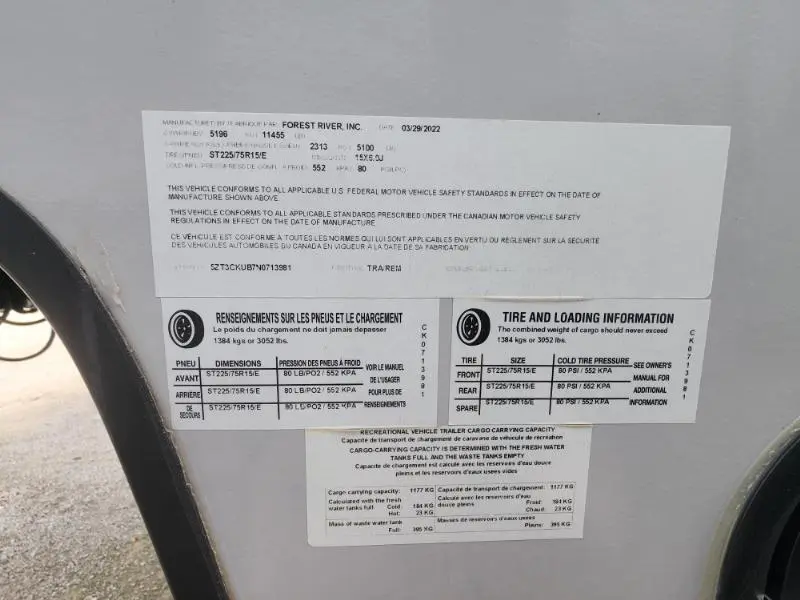 MANUFACTURED BY/FABRIQUE PAR: FOREST RIVER, INC. DATE: 03/29/2022
5196 11455
2313 5100
ST225/75R15/E 15X6.0J
552 KPA 80
THIS VEHICLE CONFORMS TO ALL APPLICABLE U.S. FEDERAL MOTOR VEHICLE SAFETY STANDARDS IN EFFECT ON THE DATE OF
MANUFACTURE SHOWN ABOVE.
THIS VEHICLE CONFORMS TO ALL APPLICABLE STANDARDS PRESCRIBED UNDER THE CANADIAN MOTOR VEHICLE SAFETY
REGULATIONS IN EFFECT ON THE DATE OF MANUFACTURE
CE VÉHICULE EST CONFORME À TOUTES LES NORMES QUI LUI SONT APPLICABLES EN VERTU DU RÈGLEMENT SUR LA SÉCURITÉ
DES VÉHICULES AUTOMOBILES DU CANADA EN VIGUEUR À LA DATE DE SA FABRICATION
5ZT3CKUB7N0713981 TRA/REM
RENSEIGNEMENTS SUR LES PNEUS ET LE CHARGEMENT
Le poids du chargement ne doit jamais depasser
1384 kgs or 3052 lbs.
PNEU DIMENSIONS PRESSION DES PNEUS À FROID
AVANT ST225/75R15/E 80 LB/PO2 / 552 KPA
ARRIÈRE ST225/75R15/E 80 LB/PO2 / 552 KPA
DE SECOURS ST225/75R15/E 80 LB/PO2 / 552 KPA
VOIR LE MANUEL
DE L'USAGER
POUR PLUS DE
RENSEIGNEMENTS
CK0713981
TIRE AND LOADING INFORMATION
The combined weight of cargo should never exceed
1384 kgs or 3052 lbs.
TIRE SIZE COLD TIRE PRESSURE
FRONT ST225/75R15/E 80 PSI / 552 KPA
REAR ST225/75R15/E 80 PSI / 552 KPA
SPARE ST225/75R15/E 80 PSI / 552 KPA
SEE OWNER'S
MANUAL FOR
ADDITIONAL
INFORMATION
CK0713981
RECREATIONAL VEHICLE TRAILER CARGO CARRYING CAPACITY
Capacite de transport de chargement de caravane de vehicule de recreation
CARGO-CARRYING CAPACITY IS DETERMINED WITH THE FRESH WATER
TANKS FULL AND THE WASTE TANKS EMPTY
Capacite de chargement est calculé avec les reservoirs d'eau douce
pleins et les reservoirs d'eaux usees vides
Cargo carrying capacity: 1177 KG Capacite de transport de chargement: 1177 KG
Calculated with the fresh
water tanks full Cold: 184 KG
Hot: 23 KG
Calculé avec les reservoirs d'eau
douce pleins Froid: 184 KG
Chaud: 23 KG
Mass of waste water tank
Full: 395 KG
Masses de reservoirs d'eaux usées
Pleins: 395 KG